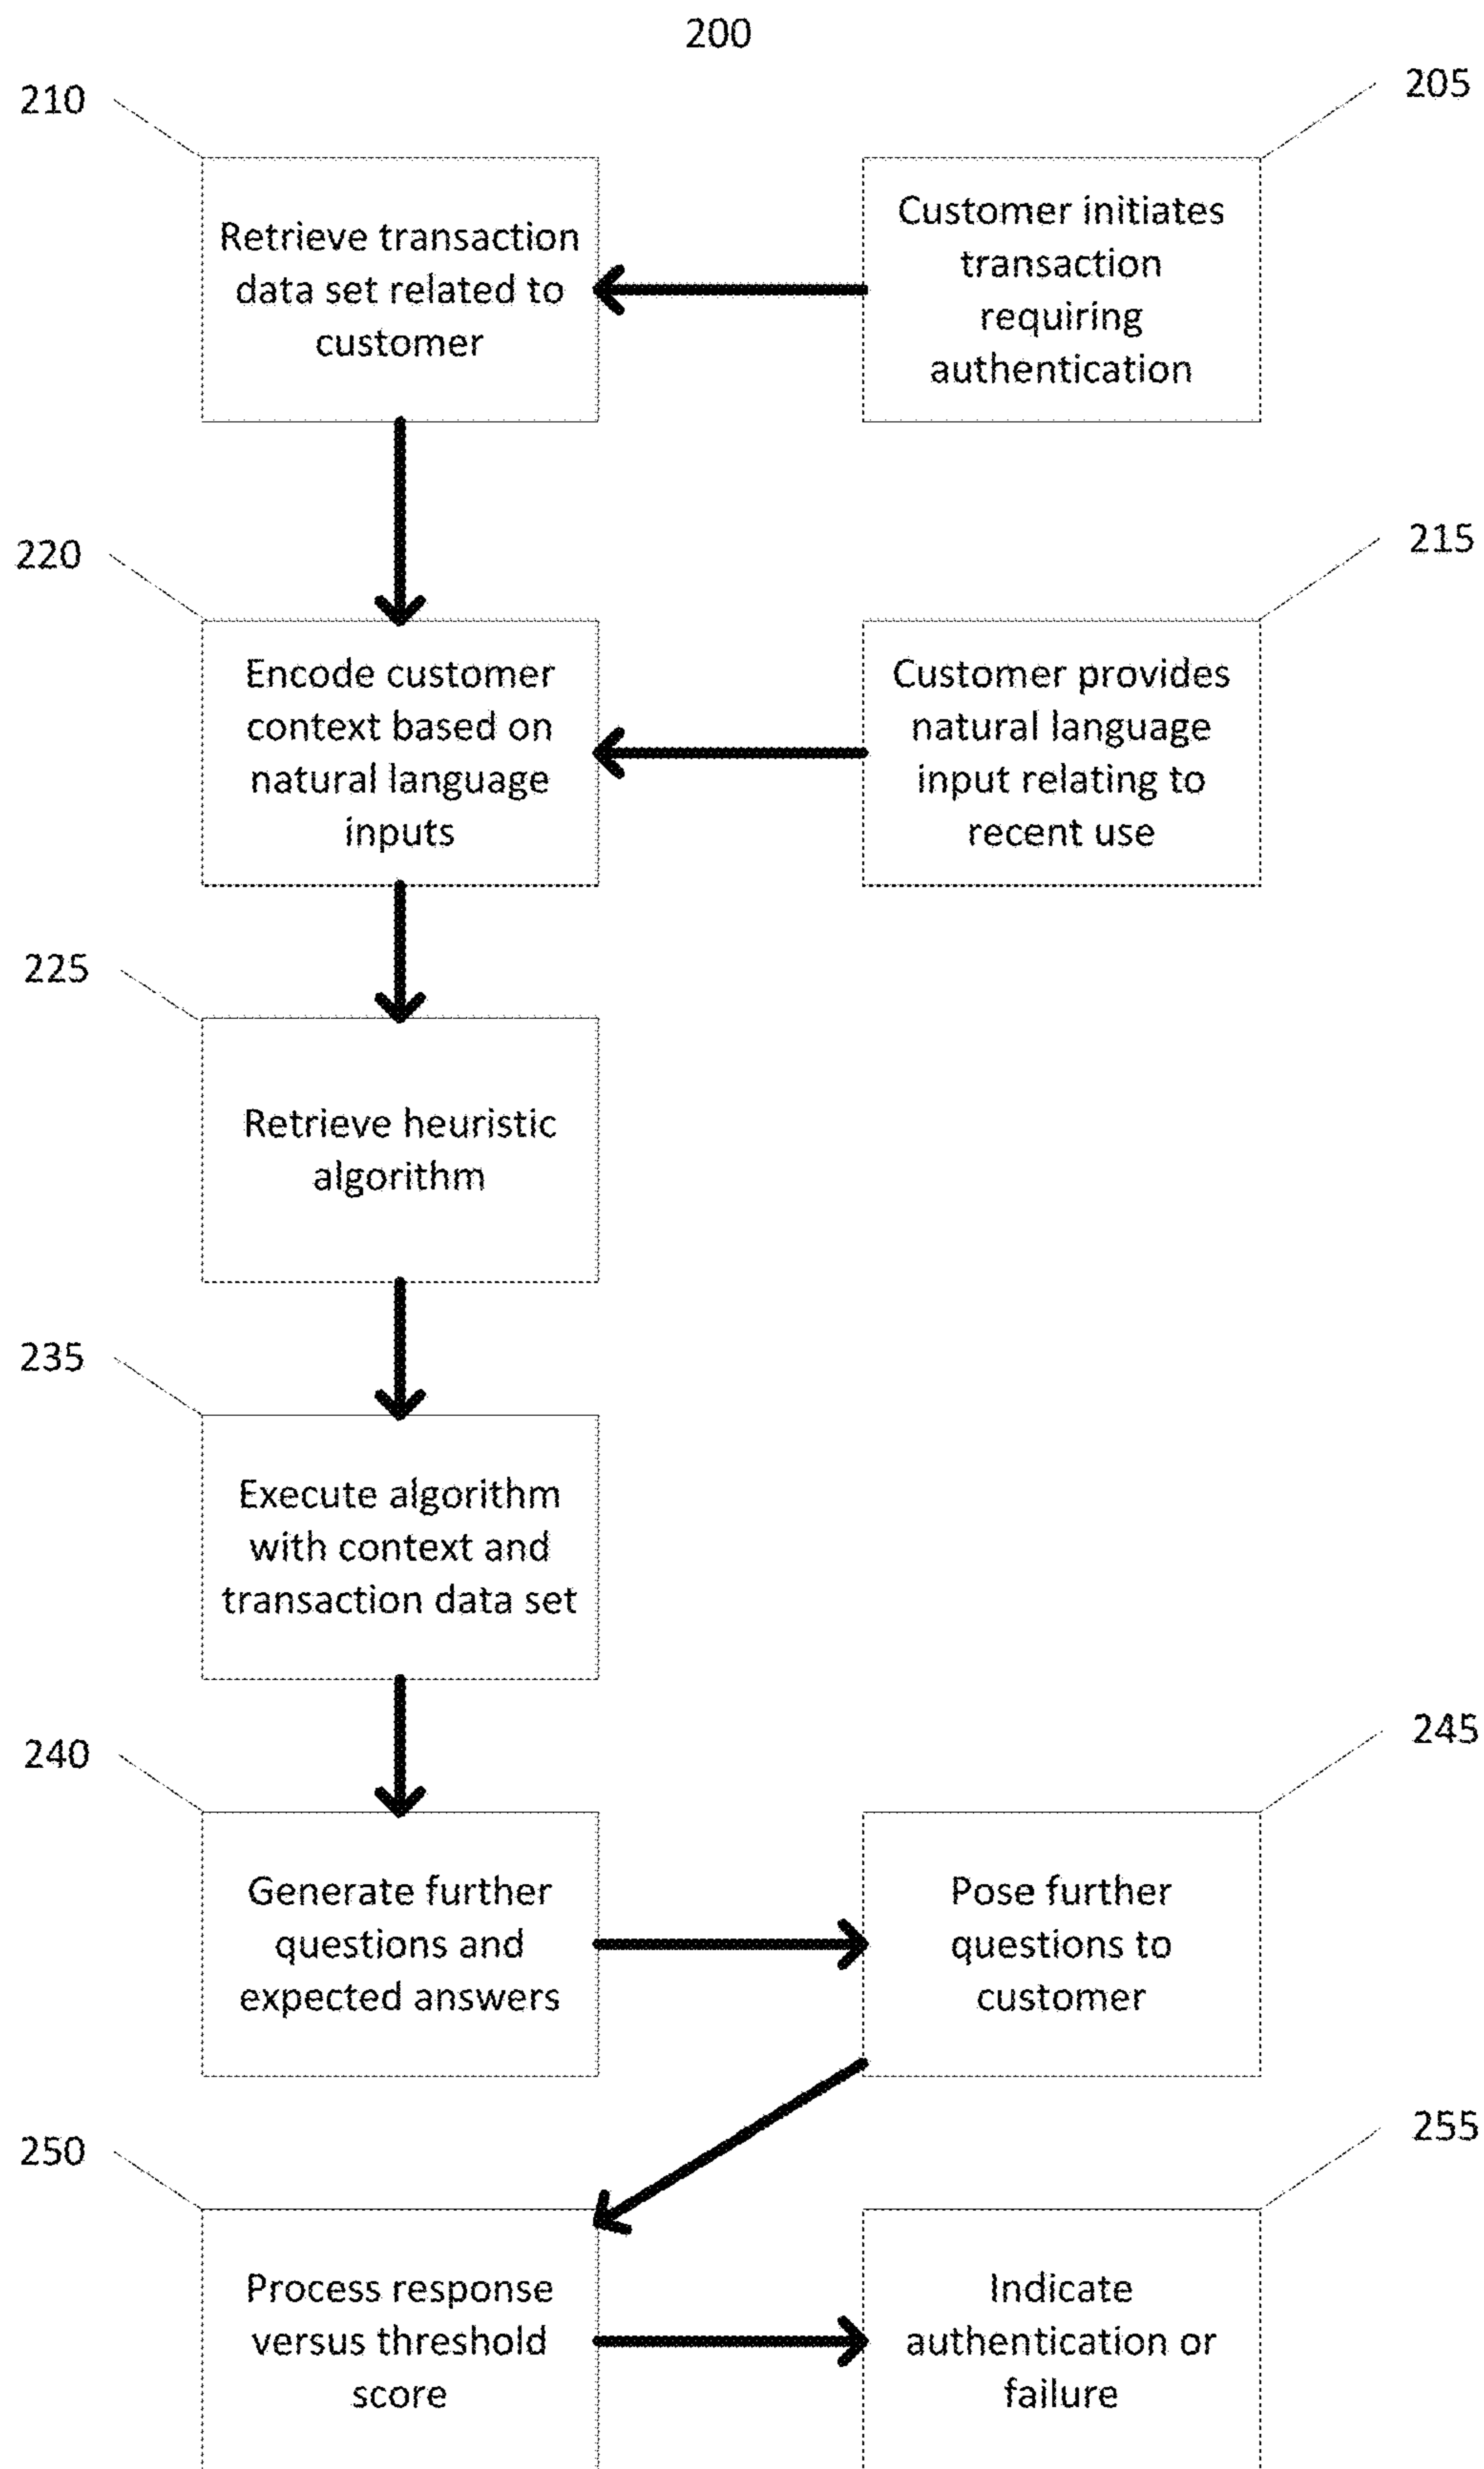 200
210
205
Retrieve transaction
data set related to
customer
Customer initiates
transaction
requiring
authentication
220
215
Encode customer
context based on
natural language
inputs
Customer provides
natural language
input relating to
recent use
225
Retrieve heuristic
algorithm
235
Execute algorithm
with context and
transaction data set
240
245
Generate further
questions and
expected answers
Pose further
questions to
customer
250
255
Process response
versus threshold
score
Indicate
authentication or
failure